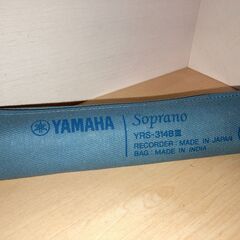 YAMAHA
Soprano
YRS-314BⅢ
RECORDER : MADE IN JAPAN
BAG : MADE IN INDIA